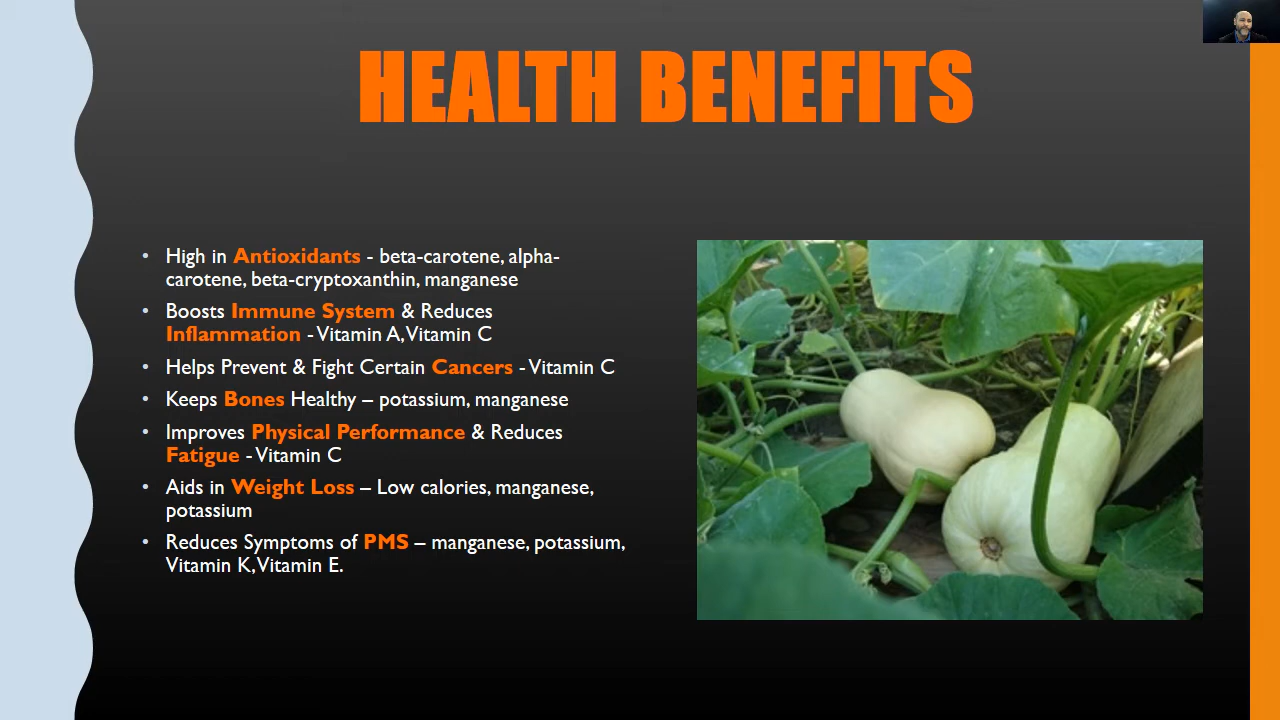 HEALTH BENEFITS
• High in Antioxidants - beta-carotene, alpha-
carotene, beta-cryptoxanthin, manganese
• Boosts Immune System & Reduces
Inflammation - Vitamin A, Vitamin C
• Helps Prevent & Fight Certain Cancers - Vitamin C
• Keeps Bones Healthy – potassium, manganese
• Improves Physical Performance & Reduces
Fatigue - Vitamin C
• Aids in Weight Loss – Low calories, manganese,
potassium
• Reduces Symptoms of PMS – manganese, potassium,
Vitamin K, Vitamin E.